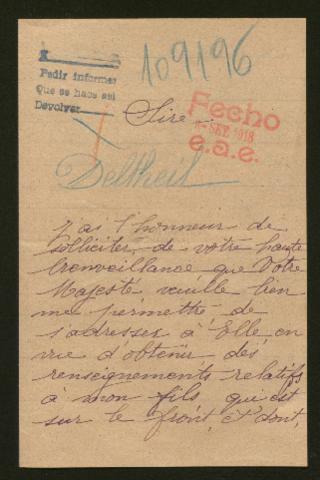 109196
Pedir informes
Que se haga asi
Devolver
Fecho
SET. 1918
e.a.e.
Sire
Deltheil
J'ai l'honneur de
solliciter de votre haute
bienveillance que Votre
Majesté veuille bien
me permettre de
s'adresser à Elle en
vue d'obtenir des
renseignements relatifs
à mon fils qui est
sur le front et dont,